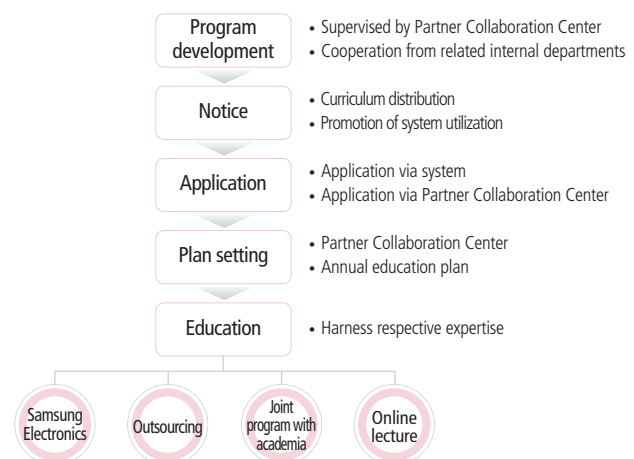 Program
development
• Supervised by Partner Collaboration Center
• Cooperation from related internal departments
Notice
• Curriculum distribution
• Promotion of system utilization
Application
• Application via system
• Application via Partner Collaboration Center
Plan setting
• Partner Collaboration Center
• Annual education plan
Education
• Harness respective expertise
Samsung
Electronics
Outsourcing
Joint
program with
academia
Online
lecture